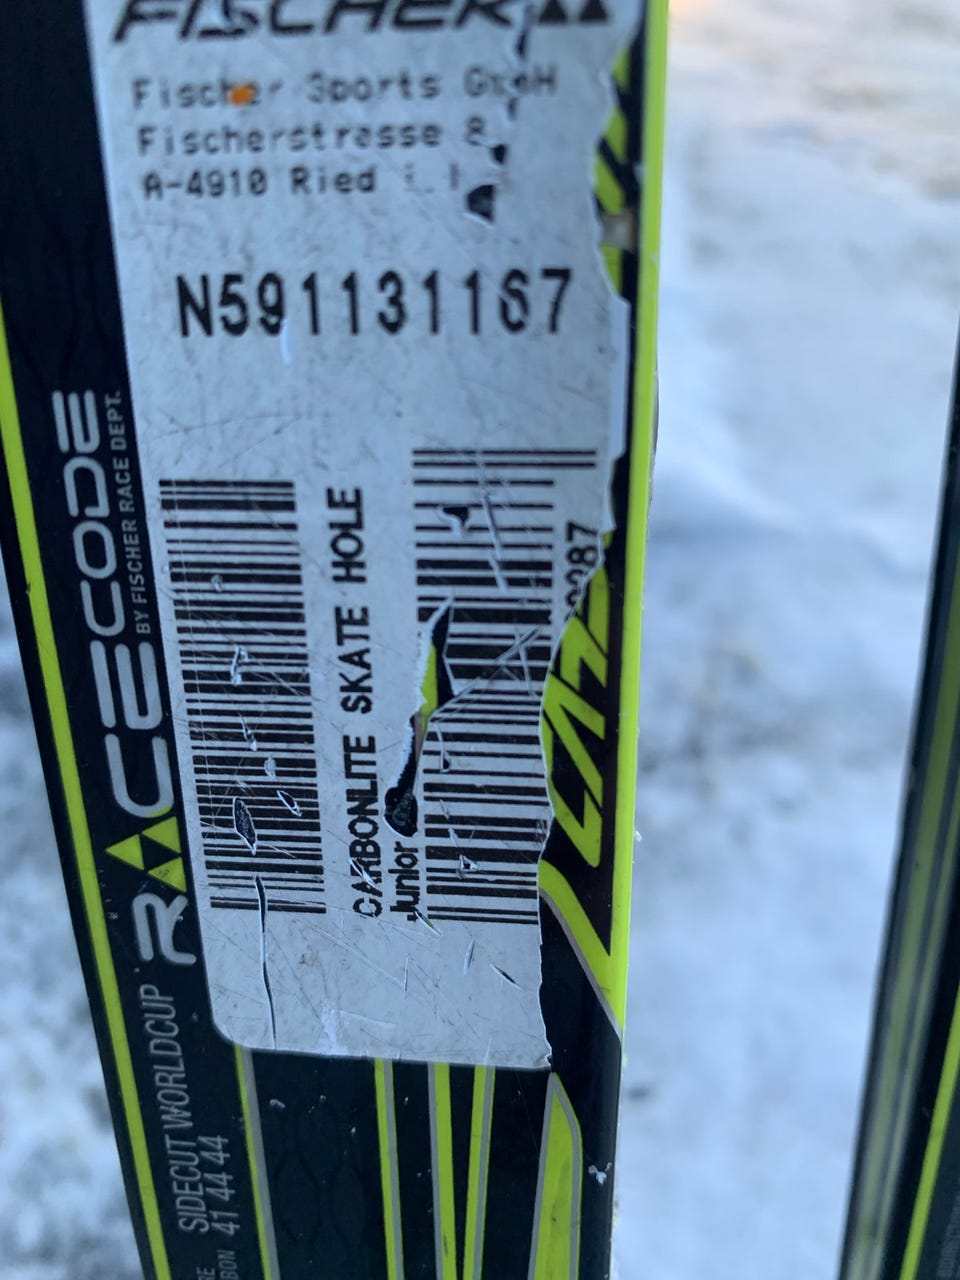 FISCHER
Fischer Sports GmbH
Fischerstrasse 8
A-4910 Ried i. I
N591131167
CARBONLITE SKATE HOLE
Junior
RACECODE
BY FISCHER RACE DEPT.
SIDECUT WORLDCUP
41 44 44